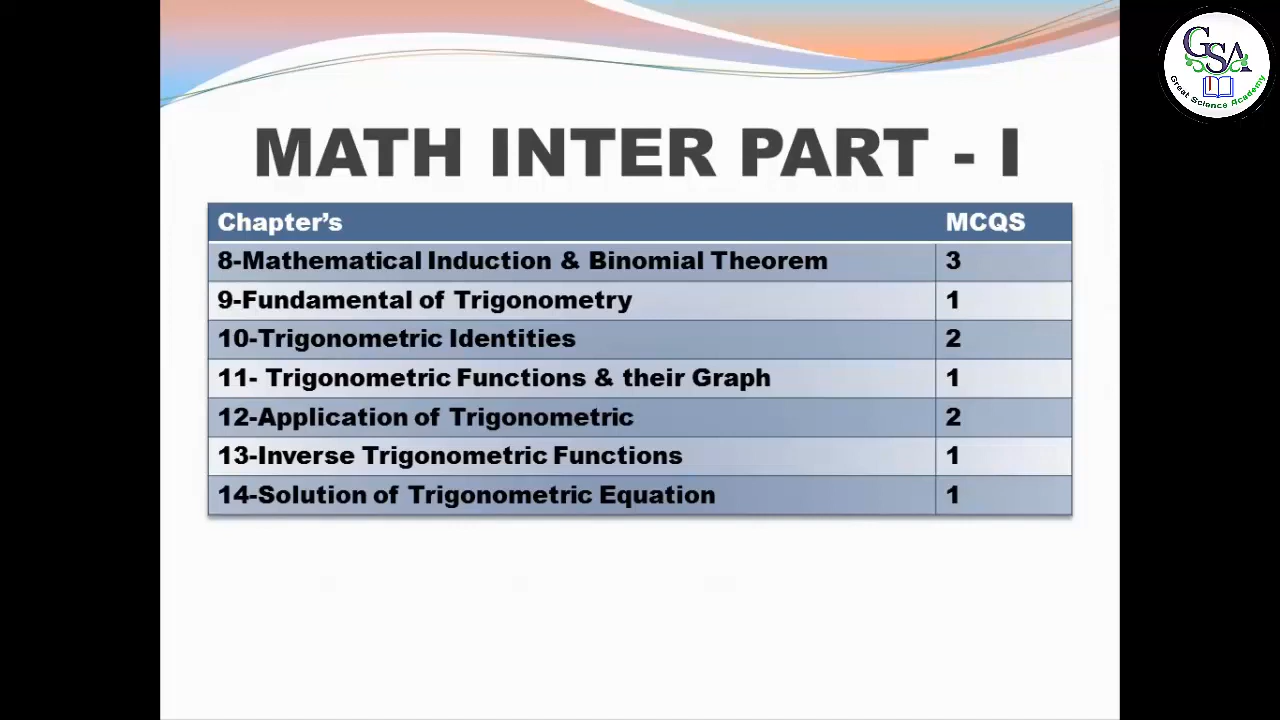 GSA
Great Science Academy
MATH INTER PART - I
Chapter’s MCQS
8-Mathematical Induction & Binomial Theorem 3
9-Fundamental of Trigonometry 1
10-Trigonometric Identities 2
11- Trigonometric Functions & their Graph 1
12-Application of Trigonometric 2
13-Inverse Trigonometric Functions 1
14-Solution of Trigonometric Equation 1